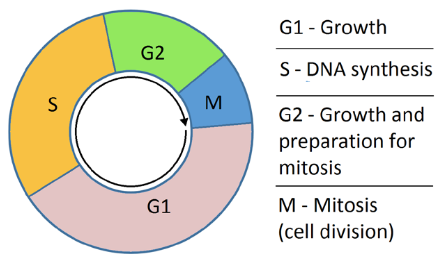 G2
S
M
G1
G1 - Growth
S - DNA synthesis
G2 - Growth and
preparation for
mitosis
M - Mitosis
(cell division)